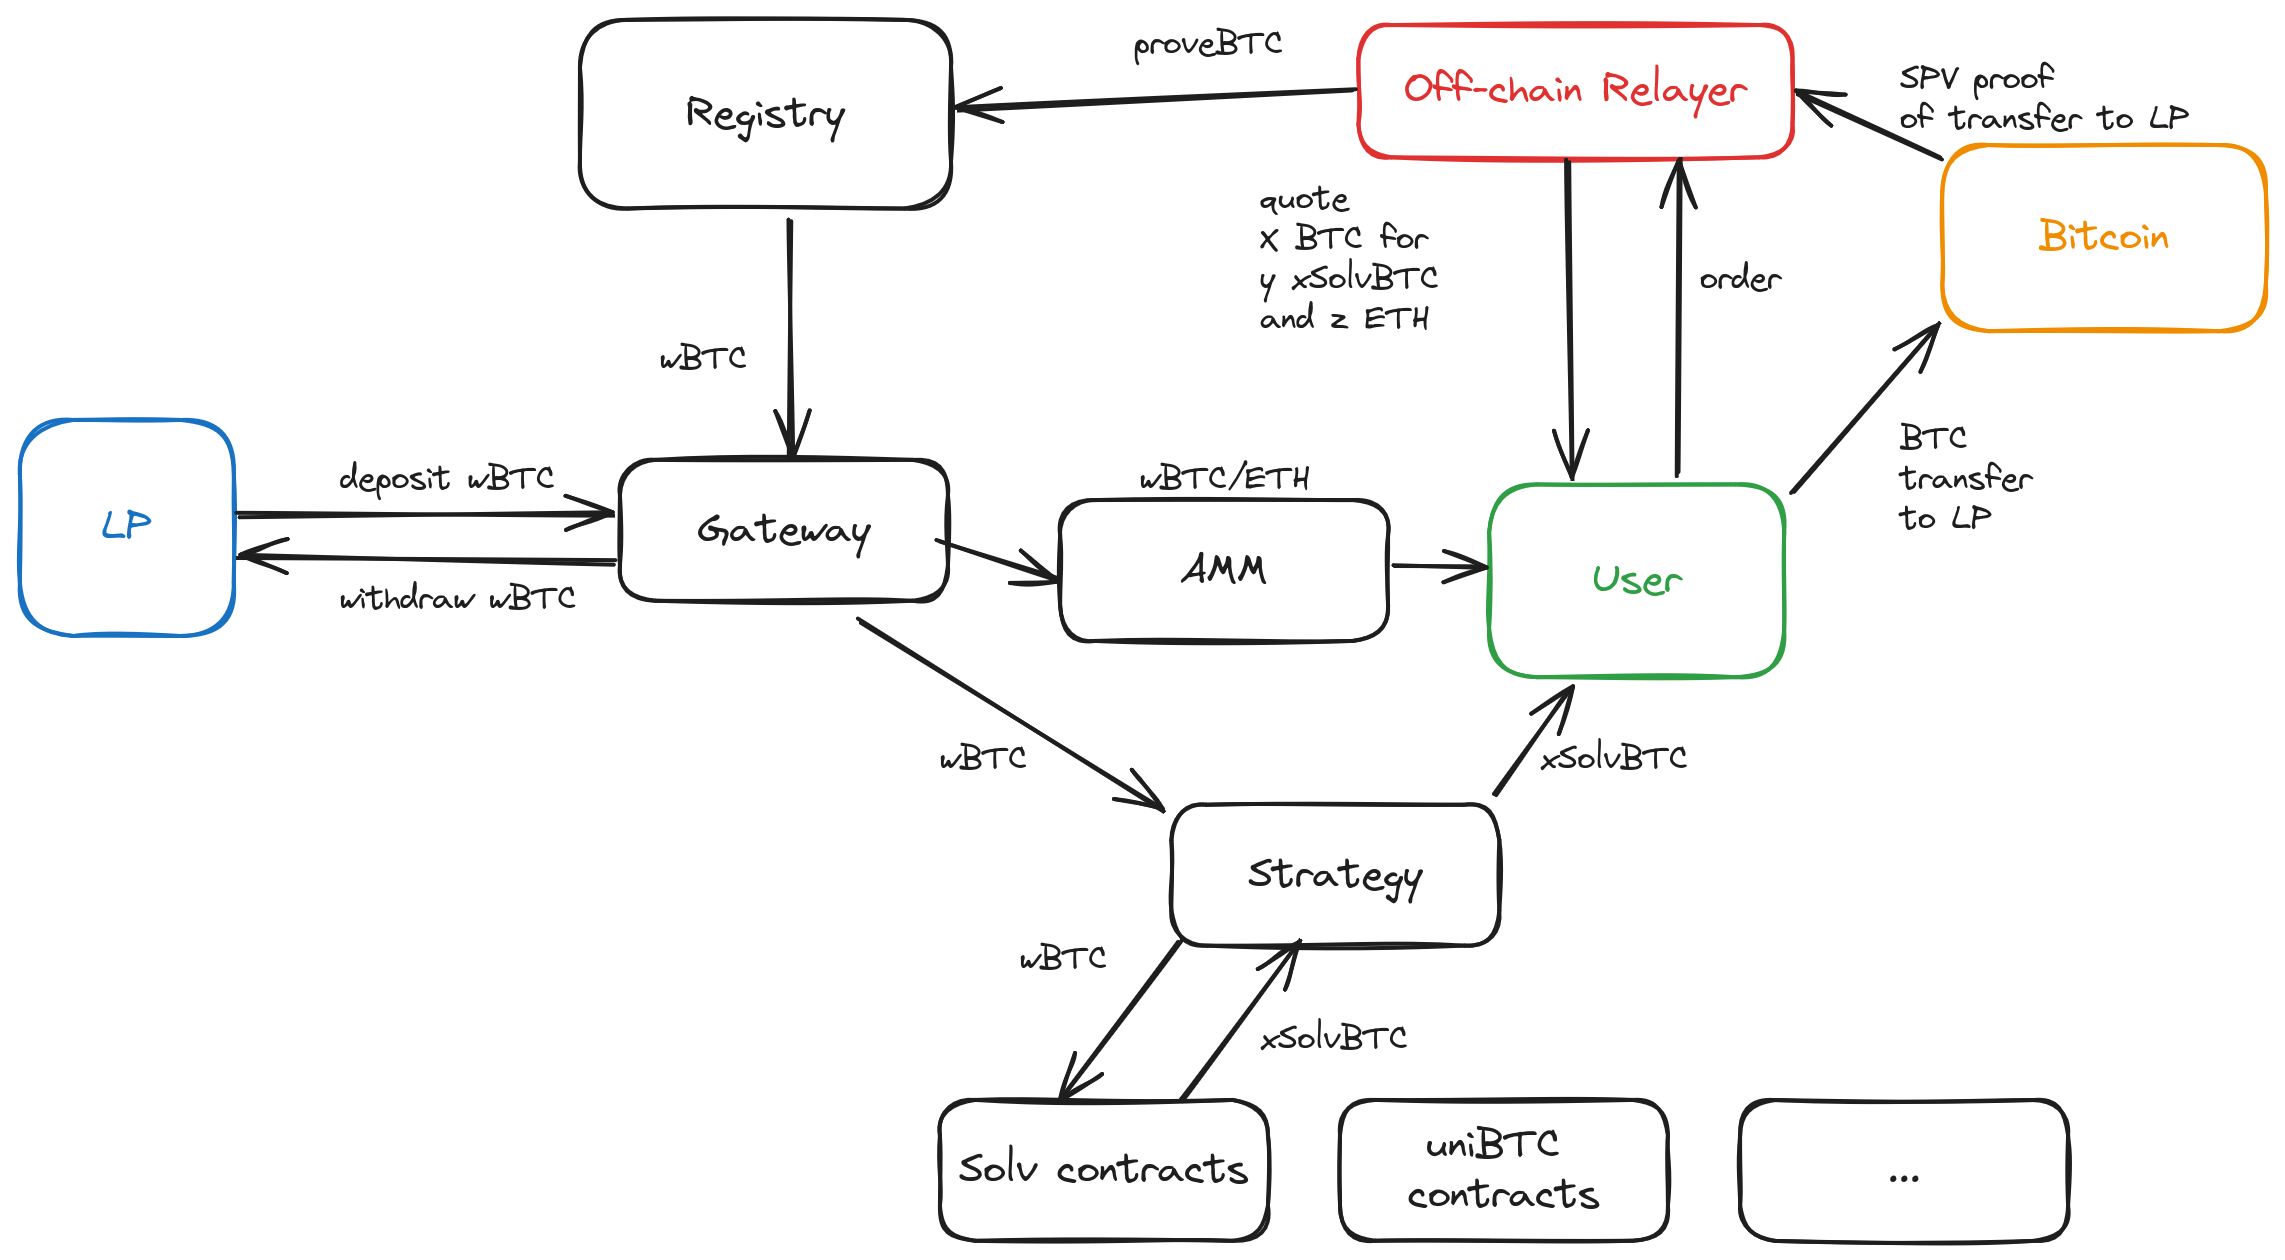 proveBTC
Registry
Off-chain Relayer
SPV proof
of transfer to LP
quote
x BTC for
y xSolvBTC
and z ETH
order
Bitcoin
wBTC
BTC
transfer
to LP
LP
deposit wBTC
withdraw wBTC
Gateway
wBTC/ETH
AMM
User
wBTC
xSolvBTC
Strategy
wBTC
xSolvBTC
Solv contracts
uniBTC
contracts
...